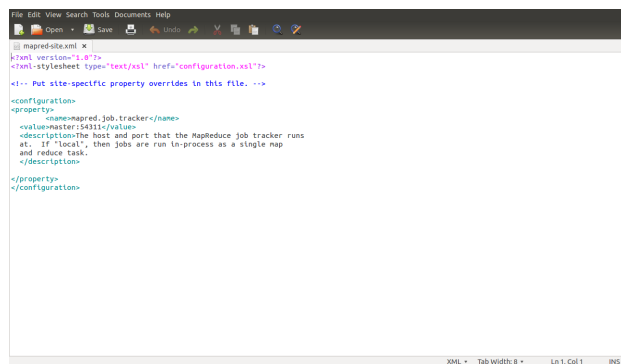 File Edit View Search Tools Documents Help
Open Save Undo
mapred-site.xml ×
<?xml version="1.0"?>
<?xml-stylesheet type="text/xsl" href="configuration.xsl"?>
<!-- Put site-specific property overrides in this file. -->
<configuration>
<property>
<name>mapred.job.tracker</name>
<value>master:54311</value>
<description>The host and port that the MapReduce job tracker runs
at.  If "local", then jobs are run in-process as a single map
and reduce task.
</description>
</property>
</configuration>
XML Tab Width: 8 Ln 1, Col 1 INS